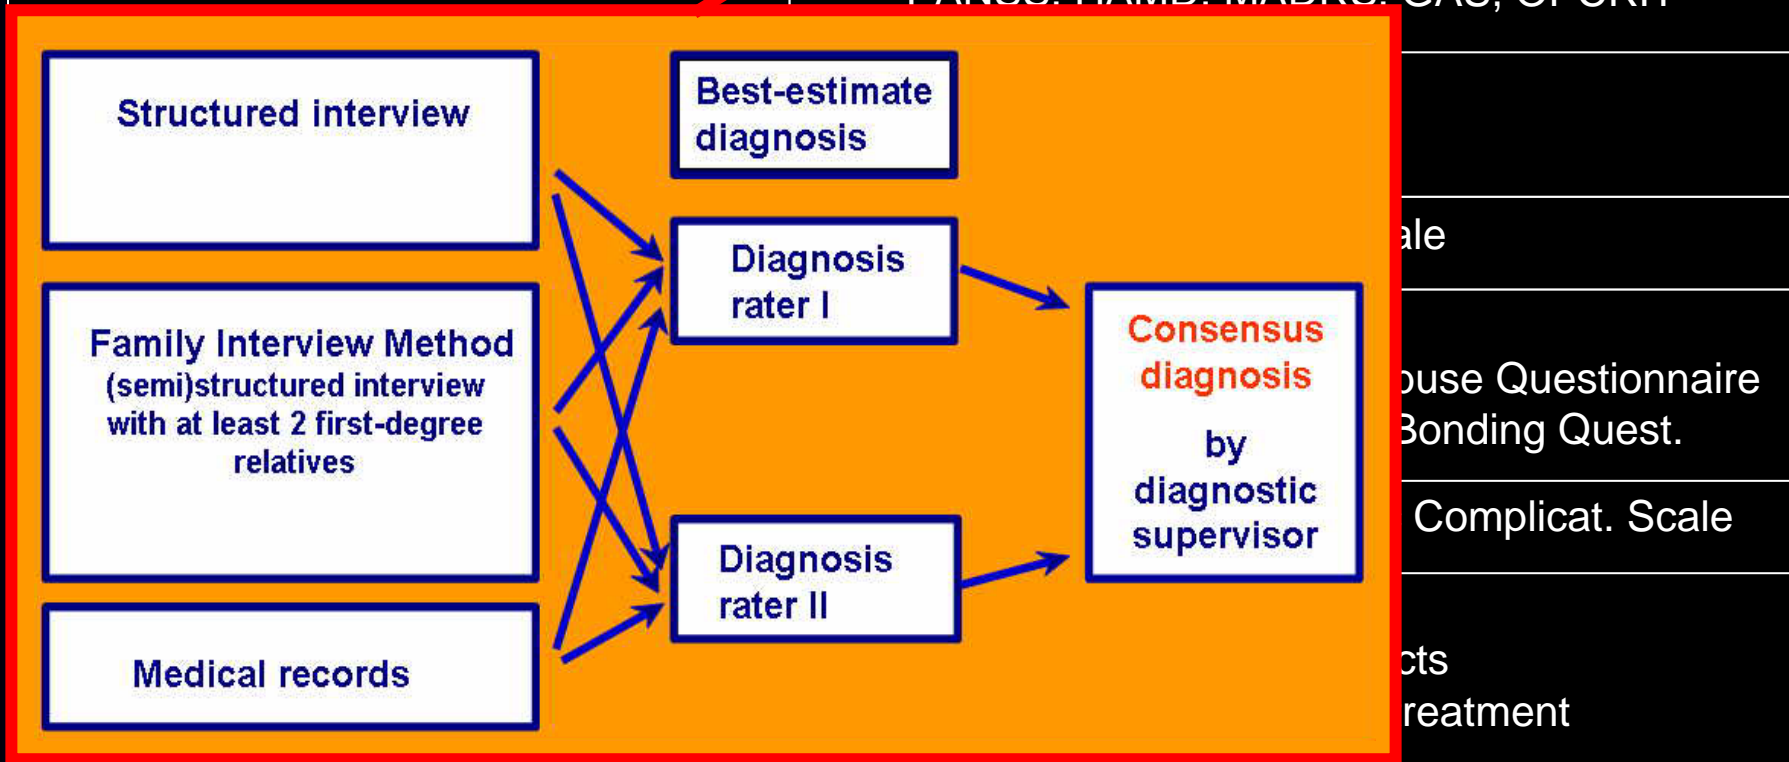 GAS, OPCRIT
Structured interview
Best-estimate
diagnosis
Family Interview Method
(semi)structured interview
with at least 2 first-degree
relatives
Medical records
Diagnosis
rater I
Diagnosis
rater II
Consensus
diagnosis
by
diagnostic
supervisor
ale
ouse Questionnaire
Bonding Quest.
Complicat. Scale
cts
reatment